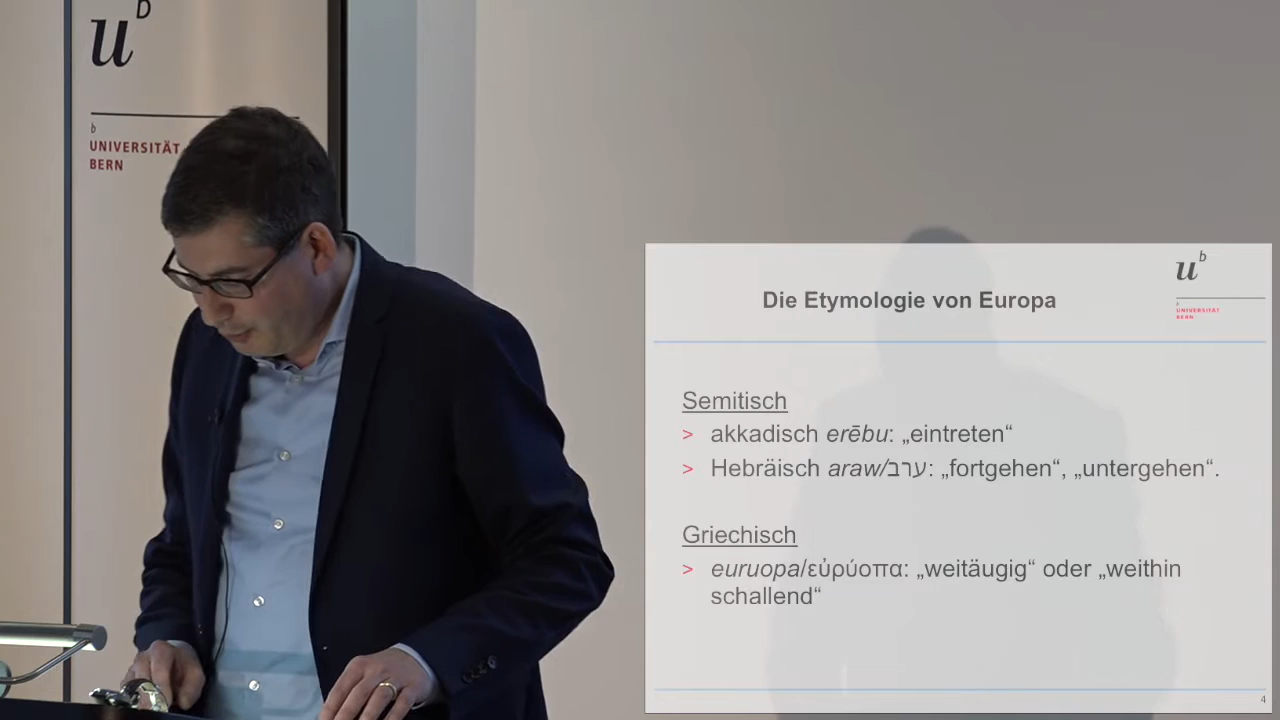 u
b
b
UNIVERSITÄT
BERN
u
b
b
UNIVERSITÄT
BERN
Die Etymologie von Europa
Semitisch
> akkadisch erēbu: „eintreten“
> Hebräisch araw/ערב: „fortgehen“, „untergehen“.
Griechisch
> euruopa/εὐρύοπα: „weitäugig“ oder „weithin
schallend“
4